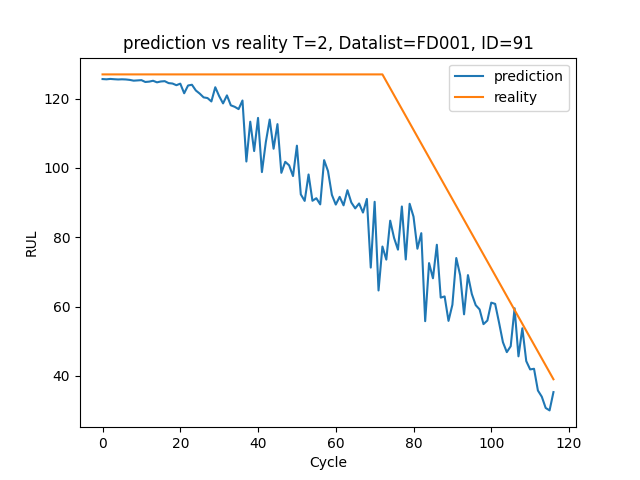 prediction vs reality T=2, Datalist=FD001, ID=91
prediction
reality
RUL
120
100
80
60
40
0 20 40 60 80 100 120
Cycle